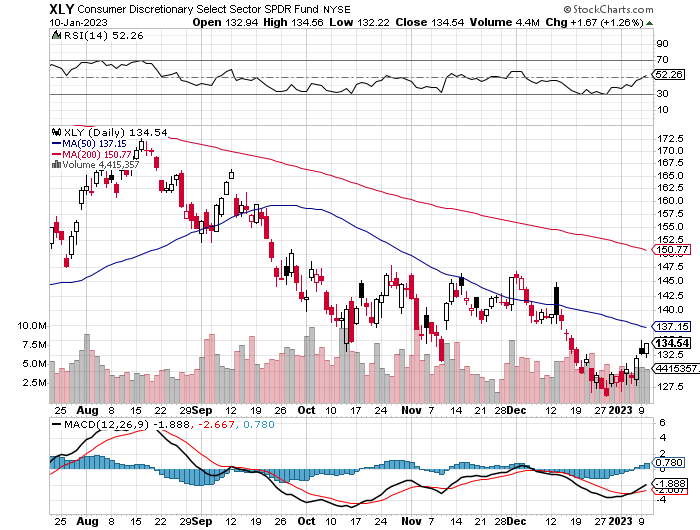 XLY Consumer Discretionary Select Sector SPDR Fund NYSE © StockCharts.com
10-Jan-2023 Open 132.94 High 134.56 Low 132.22 Close 134.54 Volume 4.4M Chg +1.67 (+1.26%)
RSI(14) 52.26
90
70
52.26
30
10
XLY (Daily) 134.54
MA(50) 137.15
MA(200) 150.77
Volume 4,415,357
172.5
170.0
167.5
165.0
162.5
160.0
157.5
155.0
152.5
150.77
147.5
145.0
142.5
140.0
137.15
134.54
132.5
4415357
127.5
10.0M
7.5M
5.0M
2.5M
25 Aug 8 15 22 29 Sep 12 19 26 Oct 10 17 24 Nov 7 14 21 28 Dec 12 19 26 2023 9
MACD(12,26,9) -1.888, -2.667, 0.780
6
4
2
0.780
-1.888
-2.667
-4
25 Aug 8 15 22 29 Sep 12 19 26 Oct 10 17 24 Nov 7 14 21 28 Dec 12 19 26 2023 9